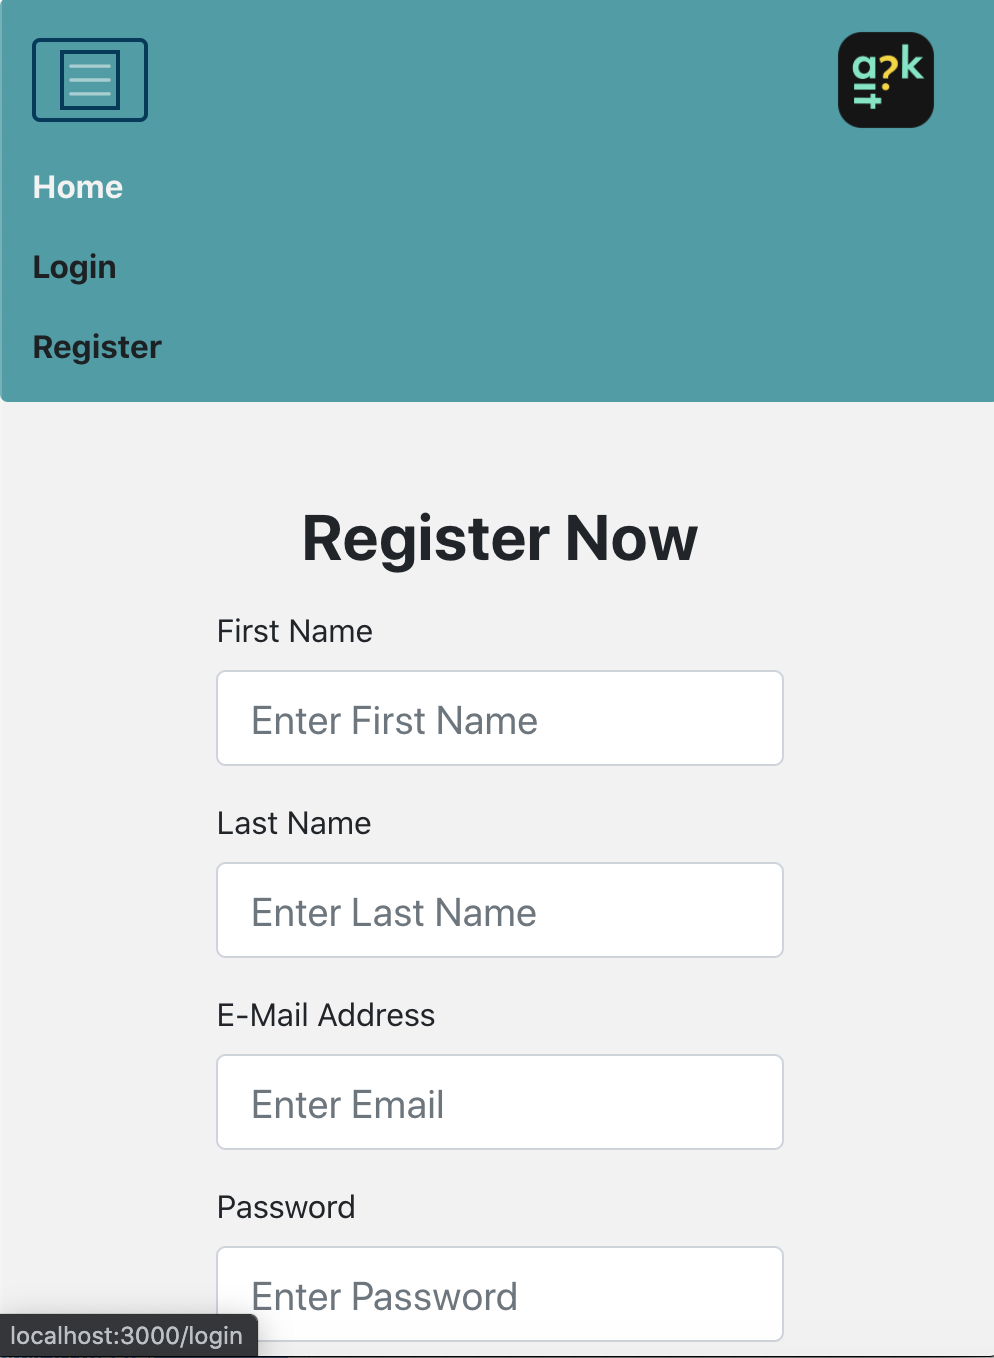 a?k
Home
Login
Register
Register Now
First Name
Enter First Name
Last Name
Enter Last Name
E-Mail Address
Enter Email
Password
Enter Password
localhost:3000/login